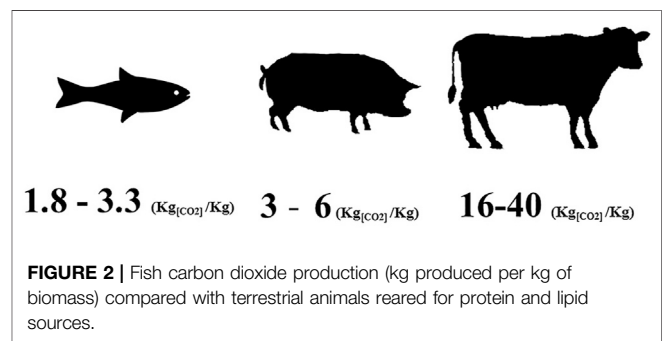 1.8 - 3.3 (Kg[CO2]/Kg) 3 - 6 (Kg[CO2]/Kg) 16-40 (Kg[CO2]/Kg)
FIGURE 2 | Fish carbon dioxide production (kg produced per kg of
biomass) compared with terrestrial animals reared for protein and lipid
sources.